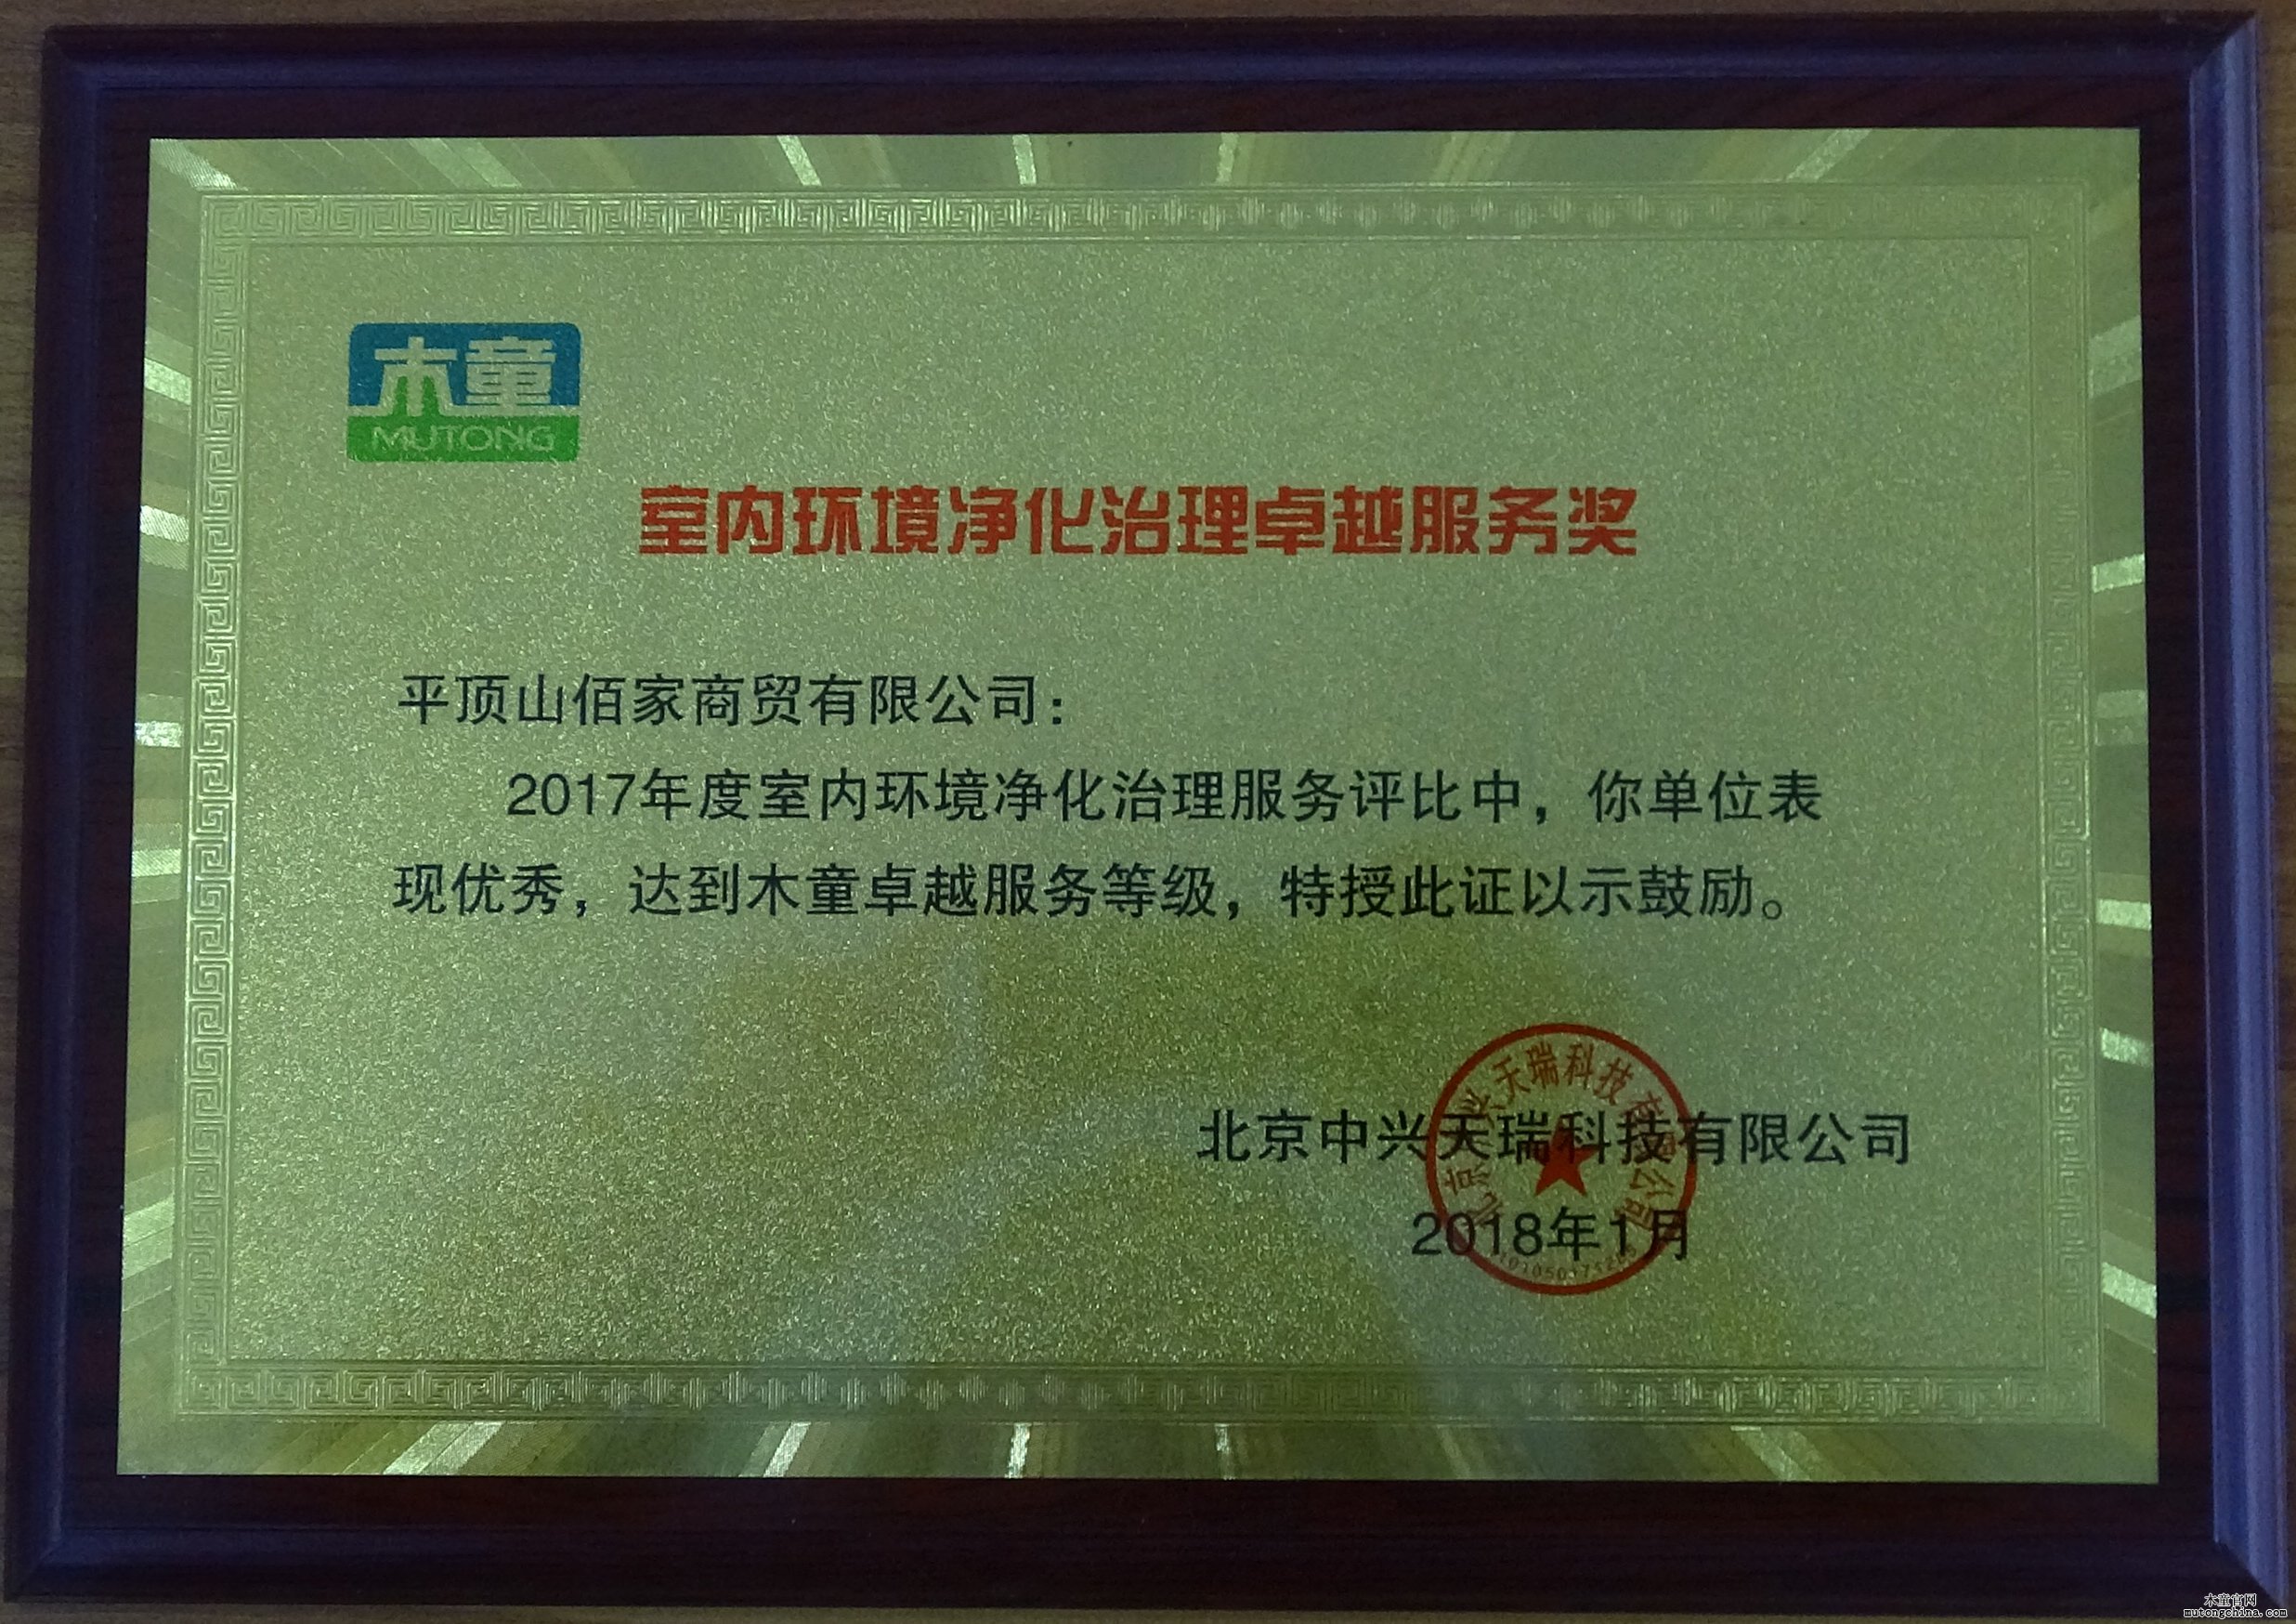 木童
MUTONG
室内环境净化治理卓越服务奖
平顶山佰家商贸有限公司：
2017年度室内环境净化治理服务评比中，你单位表
现优秀，达到木童卓越服务等级，特授此证以示鼓励。
北京中兴天瑞科技有限公司
2018年1月
木童官网
mutongchina.com